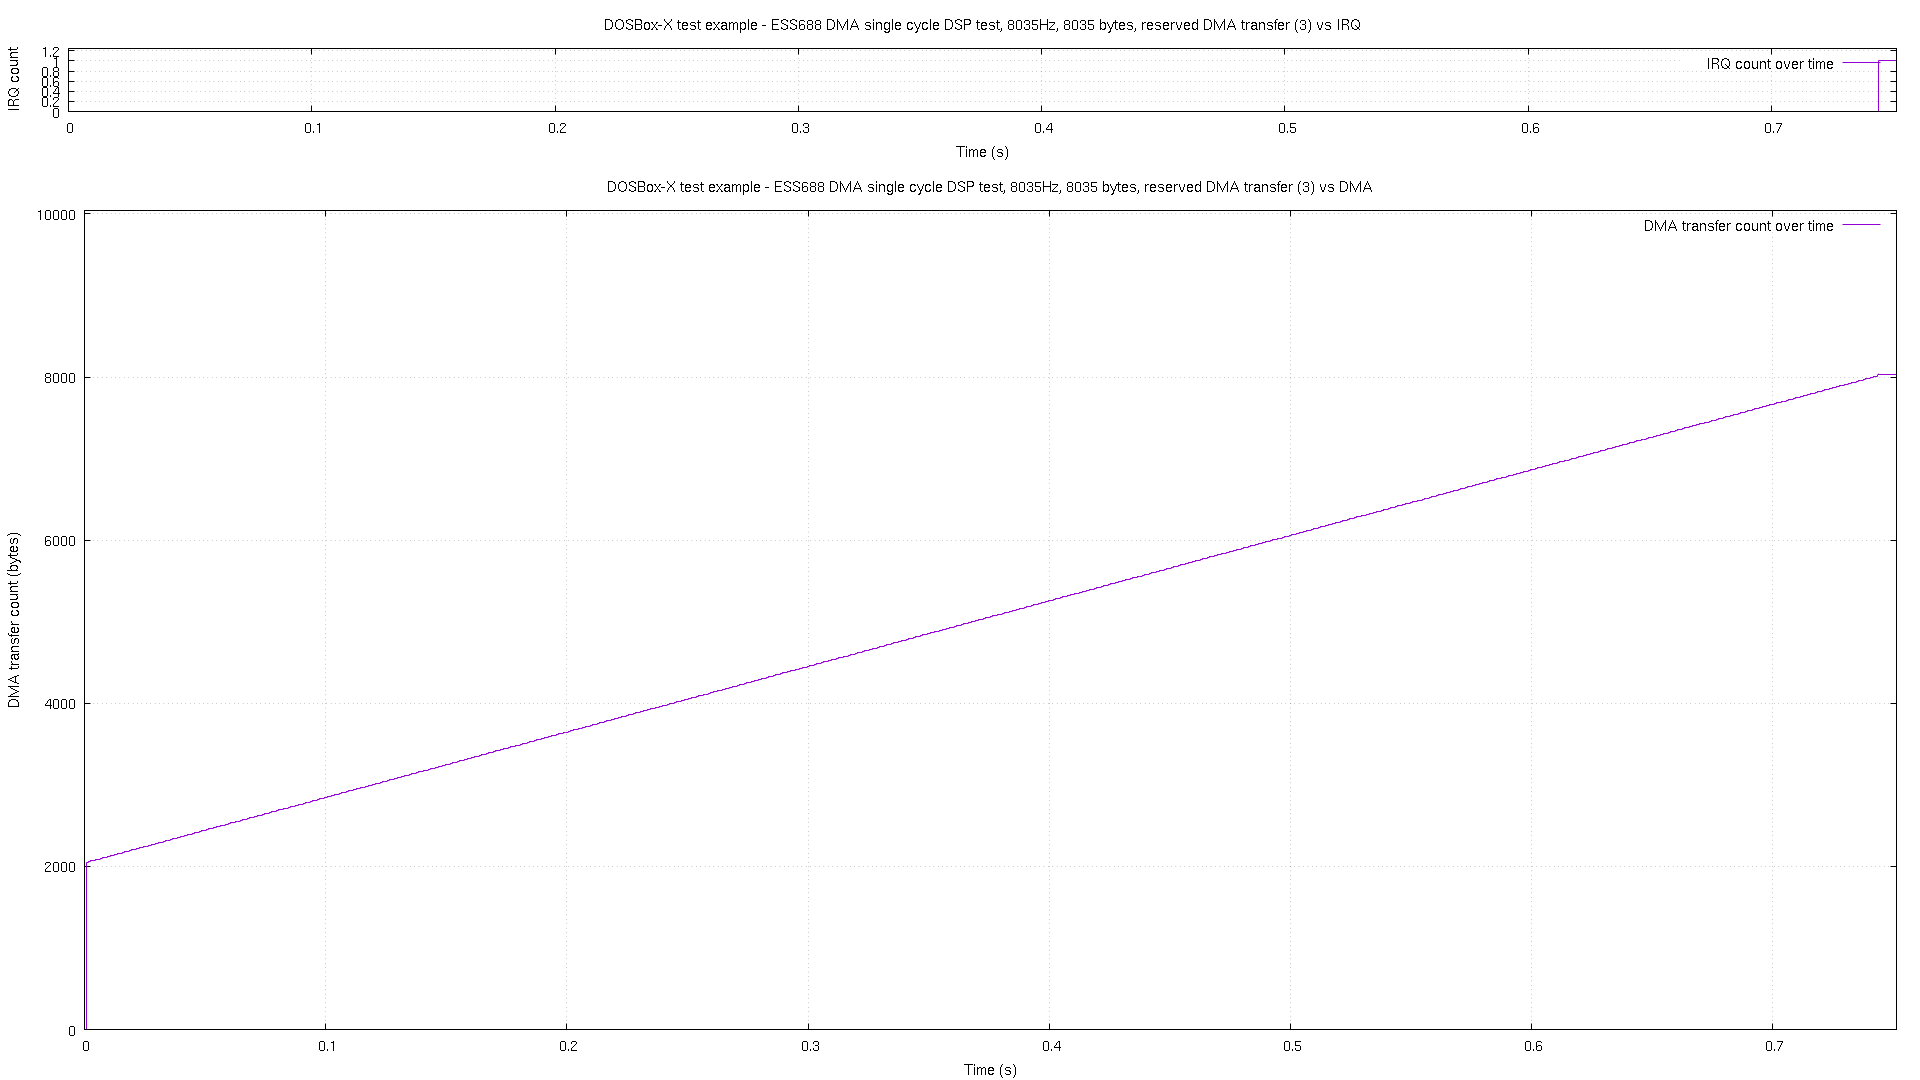 DOSBox-X test example - ESS688 DMA single cycle DSP test, 8035Hz, 8035 bytes, reserved DMA transfer (3) vs IRQ
IRQ count
1.2
1
0.8
0.6
0.4
0.2
0
IRQ count over time
0 0.1 0.2 0.3 0.4 0.5 0.6 0.7
Time (s)
DOSBox-X test example - ESS688 DMA single cycle DSP test, 8035Hz, 8035 bytes, reserved DMA transfer (3) vs DMA
DMA transfer count (bytes)
10000
8000
6000
4000
2000
0
DMA transfer count over time
0 0.1 0.2 0.3 0.4 0.5 0.6 0.7
Time (s)